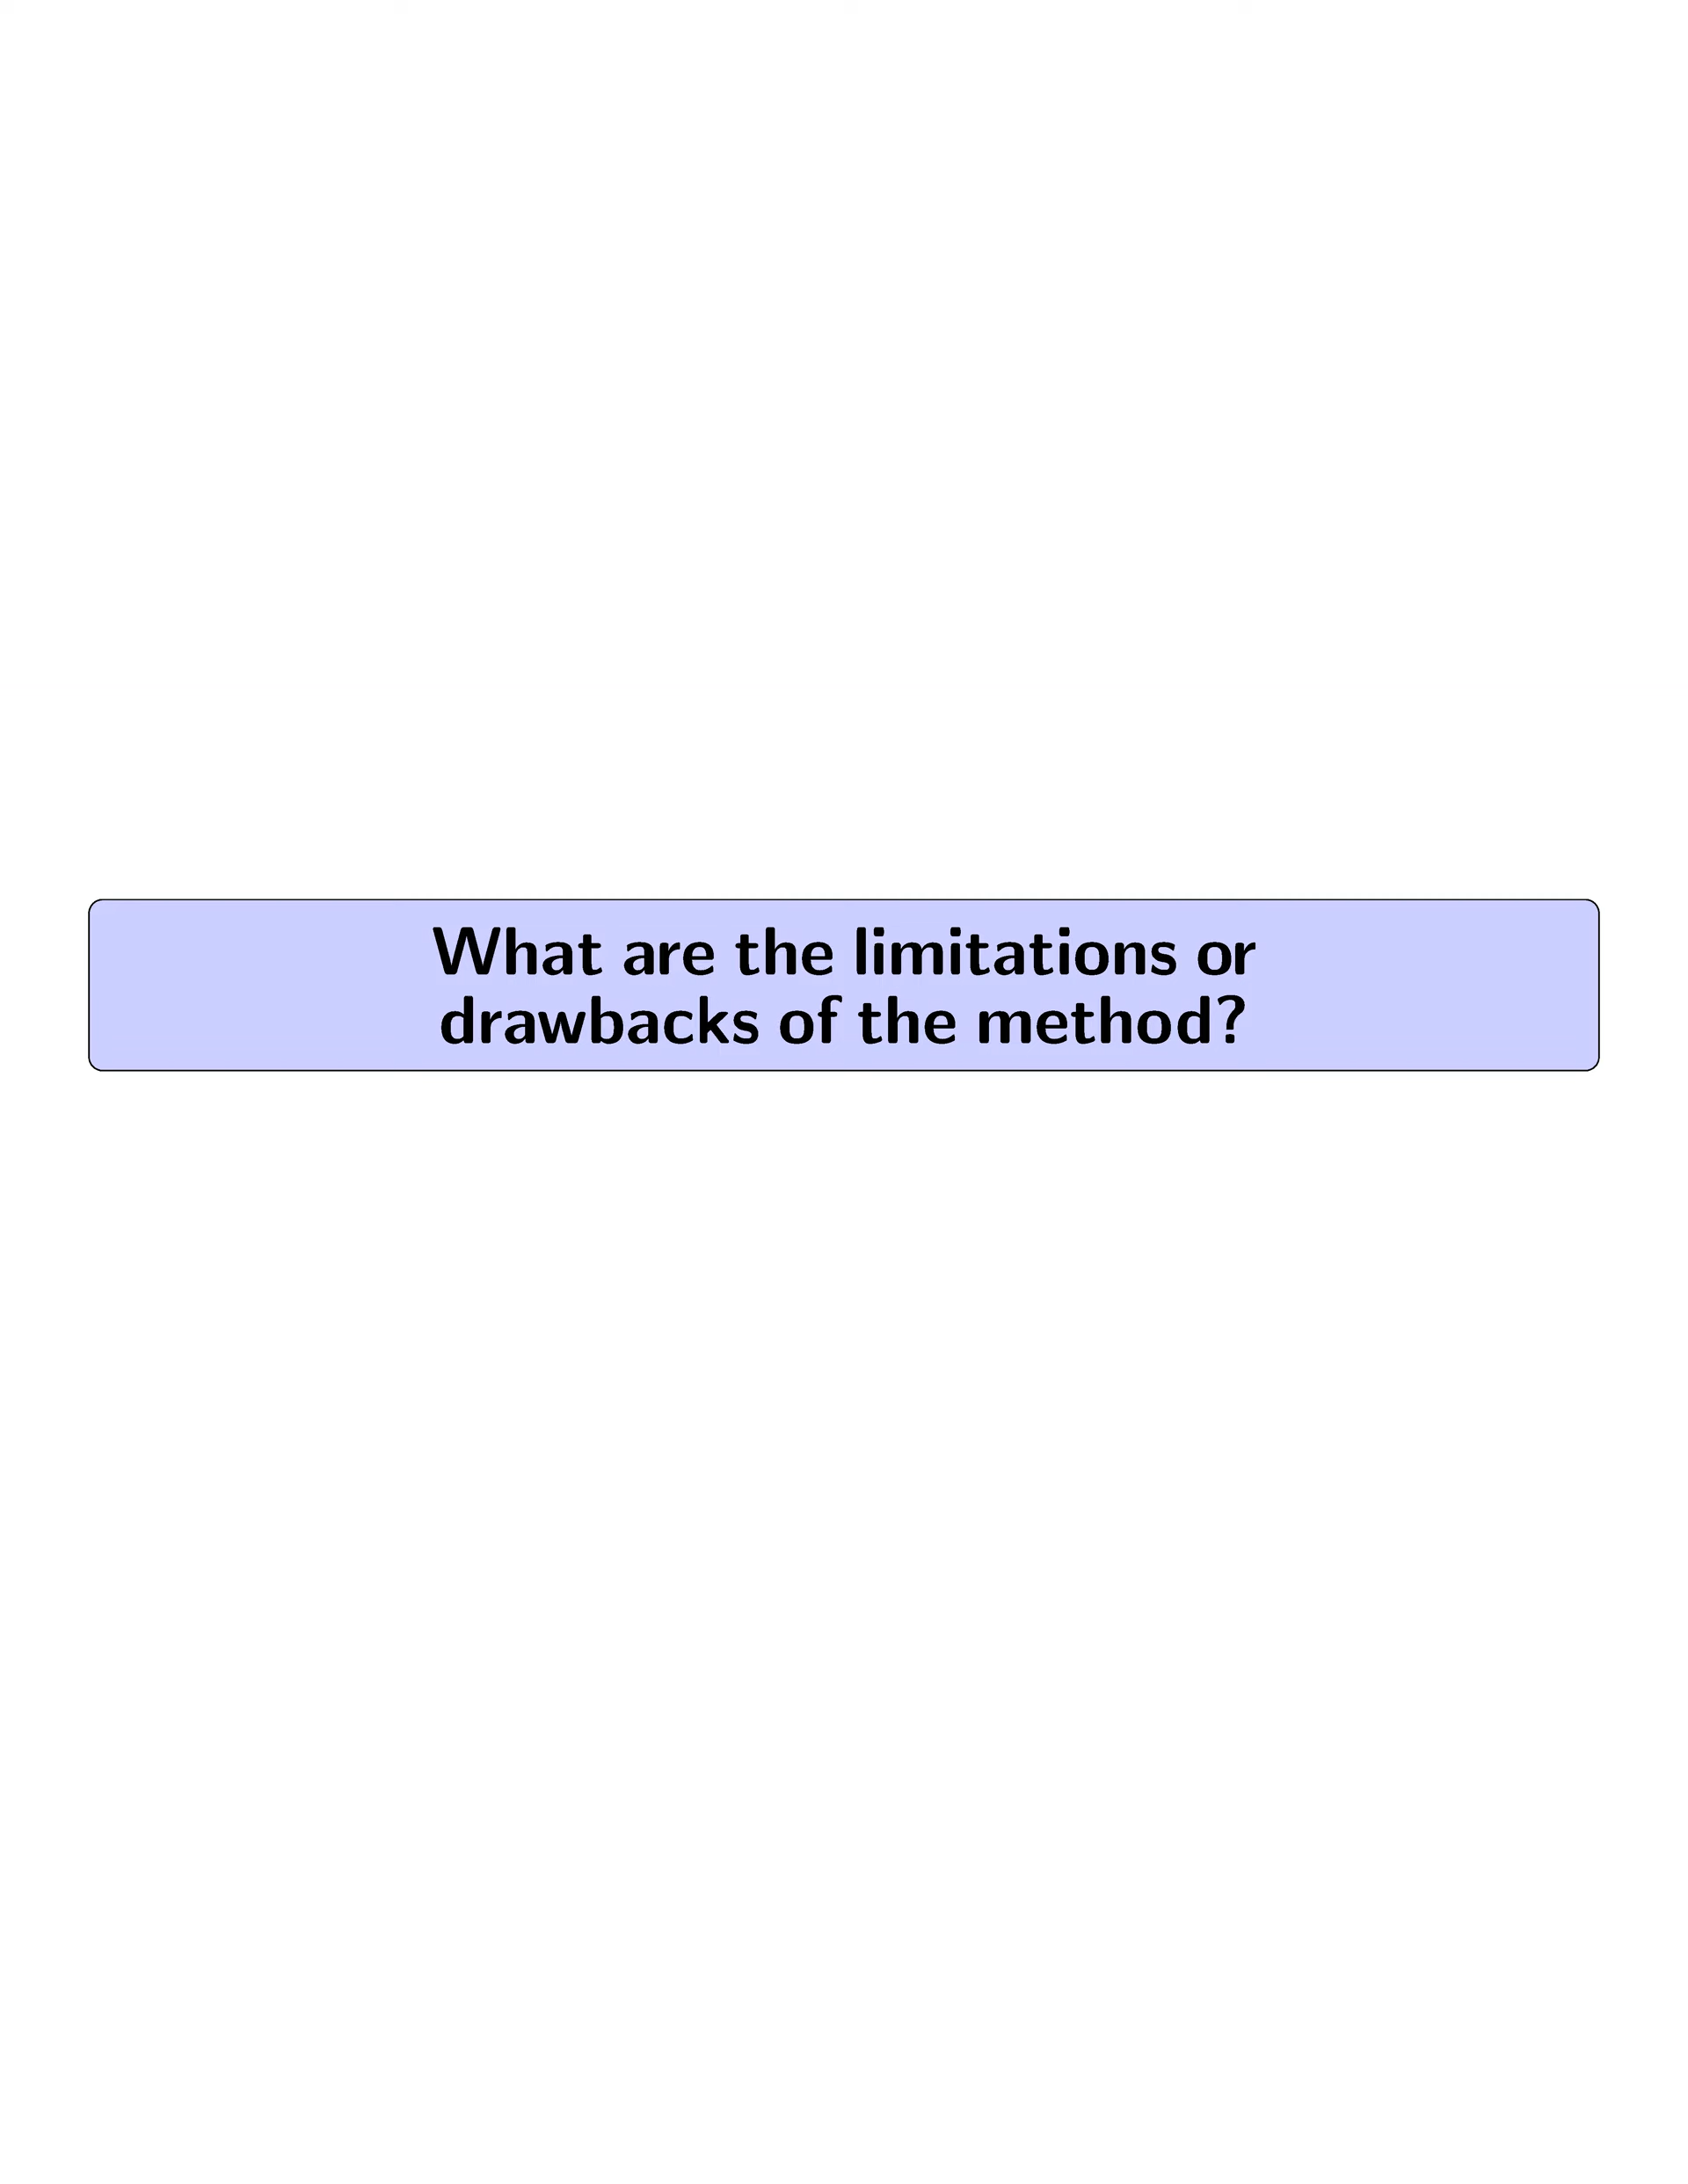 What are the limitations or
drawbacks of the method?